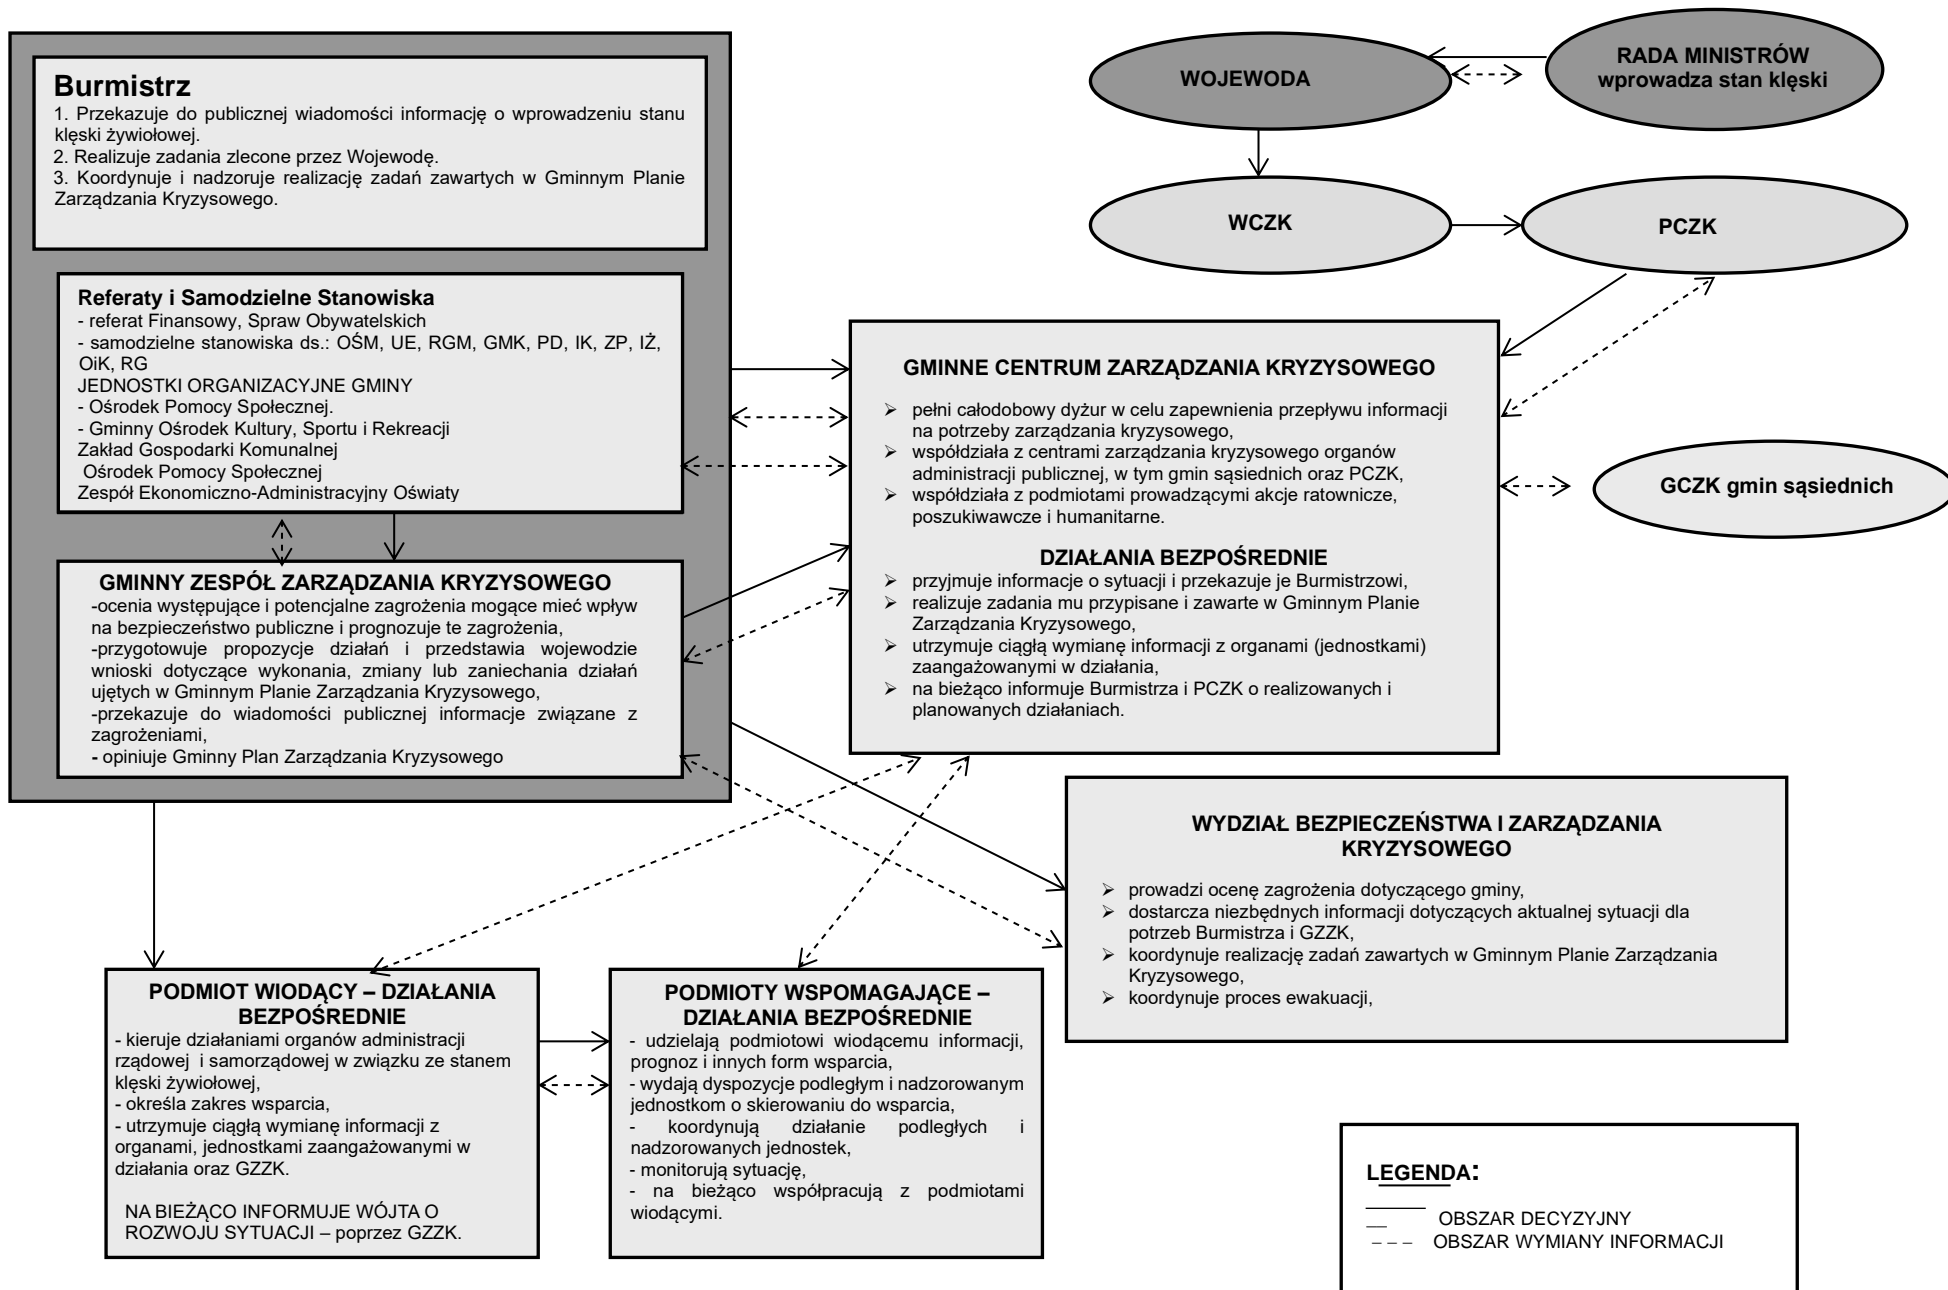 Burmistrz
1. Przekazuje do publicznej wiadomości informację o wprowadzeniu stanu
klęski żywiołowej.
2. Realizuje zadania zlecone przez Wojewodę.
3. Koordynuje i nadzoruje realizację zadań zawartych w Gminnym Planie
Zarządzania Kryzysowego.
Referaty i Samodzielne Stanowiska
- referat Finansowy, Spraw Obywatelskich
- samodzielne stanowiska ds.: OŚM, UE, RGM, GMK, PD, IK, ZP, IŻ,
OiK, RG
JEDNOSTKI ORGANIZACYJNE GMINY
- Ośrodek Pomocy Społecznej.
- Gminny Ośrodek Kultury, Sportu i Rekreacji
Zakład Gospodarki Komunalnej
Ośrodek Pomocy Społecznej
Zespół Ekonomiczno-Administracyjny Oświaty
GMINNY ZESPÓŁ ZARZĄDZANIA KRYZYSOWEGO
-ocenia występujące i potencjalne zagrożenia mogące mieć wpływ
na bezpieczeństwo publiczne i prognozuje te zagrożenia,
-przygotowuje propozycje działań i przedstawia wojewodzie
wnioski dotyczące wykonania, zmiany lub zaniechania działań
ujętych w Gminnym Planie Zarządzania Kryzysowego,
-przekazuje do wiadomości publicznej informacje związane z
zagrożeniami,
- opiniuje Gminny Plan Zarządzania Kryzysowego
WOJEWODA
RADA MINISTRÓW
wprowadza stan klęski
WCZK
PCZK
GMINNE CENTRUM ZARZĄDZANIA KRYZYSOWEGO
➢ pełni całodobowy dyżur w celu zapewnienia przepływu informacji
na potrzeby zarządzania kryzysowego,
➢ współdziała z centrami zarządzania kryzysowego organów
administracji publicznej, w tym gmin sąsiednich oraz PCZK,
➢ współdziała z podmiotami prowadzącymi akcje ratownicze,
poszukiwawcze i humanitarne.
DZIAŁANIA BEZPOŚREDNIE
➢ przyjmuje informacje o sytuacji i przekazuje je Burmistrzowi,
➢ realizuje zadania mu przypisane i zawarte w Gminnym Planie
Zarządzania Kryzysowego,
➢ utrzymuje ciągłą wymianę informacji z organami (jednostkami)
zaangażowanymi w działania,
➢ na bieżąco informuje Burmistrza i PCZK o realizowanych i
planowanych działaniach.
GCZK gmin sąsiednich
WYDZIAŁ BEZPIECZEŃSTWA I ZARZĄDZANIA
KRYZYSOWEGO
➢ prowadzi ocenę zagrożenia dotyczącego gminy,
➢ dostarcza niezbędnych informacji dotyczących aktualnej sytuacji dla
potrzeb Burmistrza i GZZK,
➢ koordynuje realizację zadań zawartych w Gminnym Planie Zarządzania
Kryzysowego,
➢ koordynuje proces ewakuacji,
PODMIOT WIODĄCY – DZIAŁANIA
BEZPOŚREDNIE
- kieruje działaniami organów administracji
rządowej i samorządowej w związku ze stanem
klęski żywiołowej,
- określa zakres wsparcia,
- utrzymuje ciągłą wymianę informacji z
organami, jednostkami zaangażowanymi w
działania oraz GZZK.
NA BIEŻĄCO INFORMUJE WÓJTA O
ROZWOJU SYTUACJI – poprzez GZZK.
PODMIOTY WSPOMAGAJĄCE –
DZIAŁANIA BEZPOŚREDNIE
- udzielają podmiotowi wiodącemu informacji,
prognoz i innych form wsparcia,
- wydają dyspozycje podległym i nadzorowanym
jednostkom o skierowaniu do wsparcia,
- koordynują działanie podległych i
nadzorowanych jednostek,
- monitorują sytuację,
- na bieżąco współpracują z podmiotami
wiodącymi.
LEGENDA:
OBSZAR DECYZYJNY
OBSZAR WYMIANY INFORMACJI